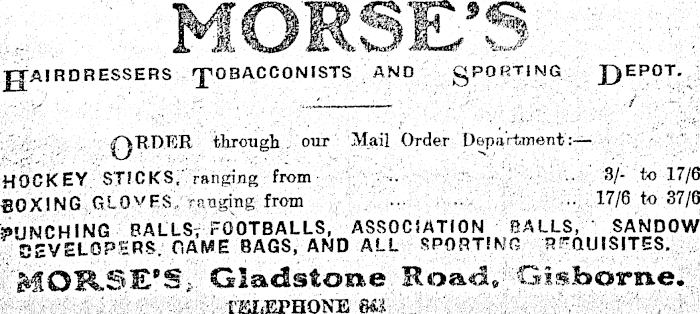 MORSE'S
HAIRDRESSERS TOBACCONISTS AND SPORTING DEPOT.
ORDER through our Mail Order Department:—
HOCKEY STICKS, ranging from ... ... 3/- to 17/6
BOXING GLOVES, ranging from ... ... 17/6 to 37/6
PUNCHING BALLS, FOOTBALLS, ASSOCIATION BALLS, SANDOW
DEVELOPERS, GAME BAGS, AND ALL SPORTING REQUISITES.
MORSE'S, Gladstone Road, Gisborne.
TELEPHONE